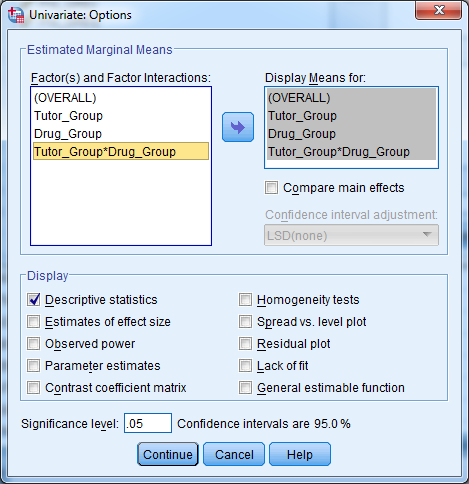 Univariate: Options
Estimated Marginal Means
Factor(s) and Factor Interactions:
(OVERALL)
Tutor_Group
Drug_Group
Tutor_Group*Drug_Group
Display Means for:
(OVERALL)
Tutor_Group
Drug_Group
Tutor_Group*Drug_Group
Compare main effects
Confidence interval adjustment:
LSD(none)
Display
Descriptive statistics
Estimates of effect size
Observed power
Parameter estimates
Contrast coefficient matrix
Homogeneity tests
Spread vs. level plot
Residual plot
Lack of fit
General estimable function
Significance level: .05 Confidence intervals are 95.0 %
Continue Cancel Help